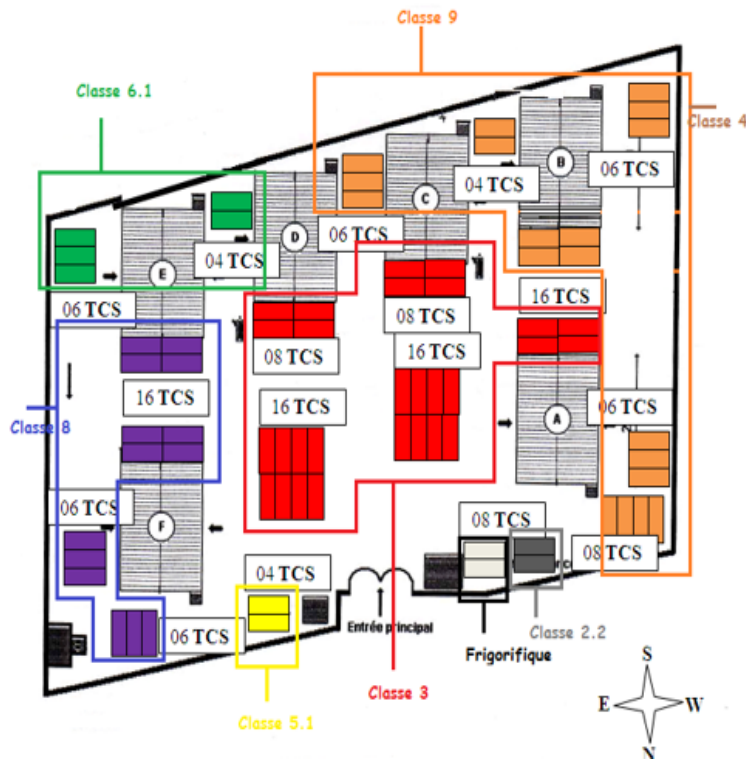 Classe 9
Classe 6.1
Classe 4
B
06 TCS
C
04 TCS
D
06 TCS
E
04 TCS
06 TCS
16 TCS
08 TCS
08 TCS
16 TCS
16 TCS
16 TCS
06 TCS
A
Classe 8
06 TCS
F
08 TCS
04 TCS
08 TCS
06 TCS
Entrée principal
Classe 2.2
Frigorifique
Classe 3
Classe 5.1
S
E
W
N